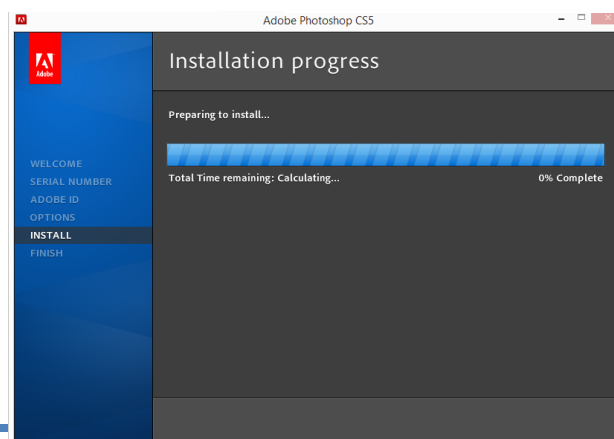 Adobe Photoshop CS5
Adobe
Installation progress
Preparing to install...
Total Time remaining: Calculating... 0% Complete
WELCOME
SERIAL NUMBER
ADOBE ID
OPTIONS
INSTALL
FINISH